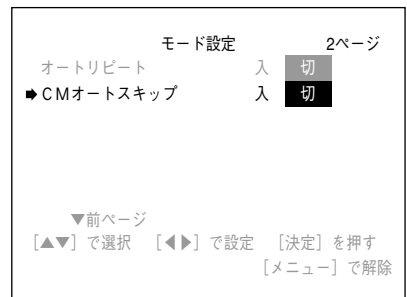 モード設定 2ページ
オートリピート 入 切
➡CMオートスキップ 入 切
▼前ページ
［▲▼］で選択 ［◀▶］で設定 ［決定］を押す
［メニュー］で解除